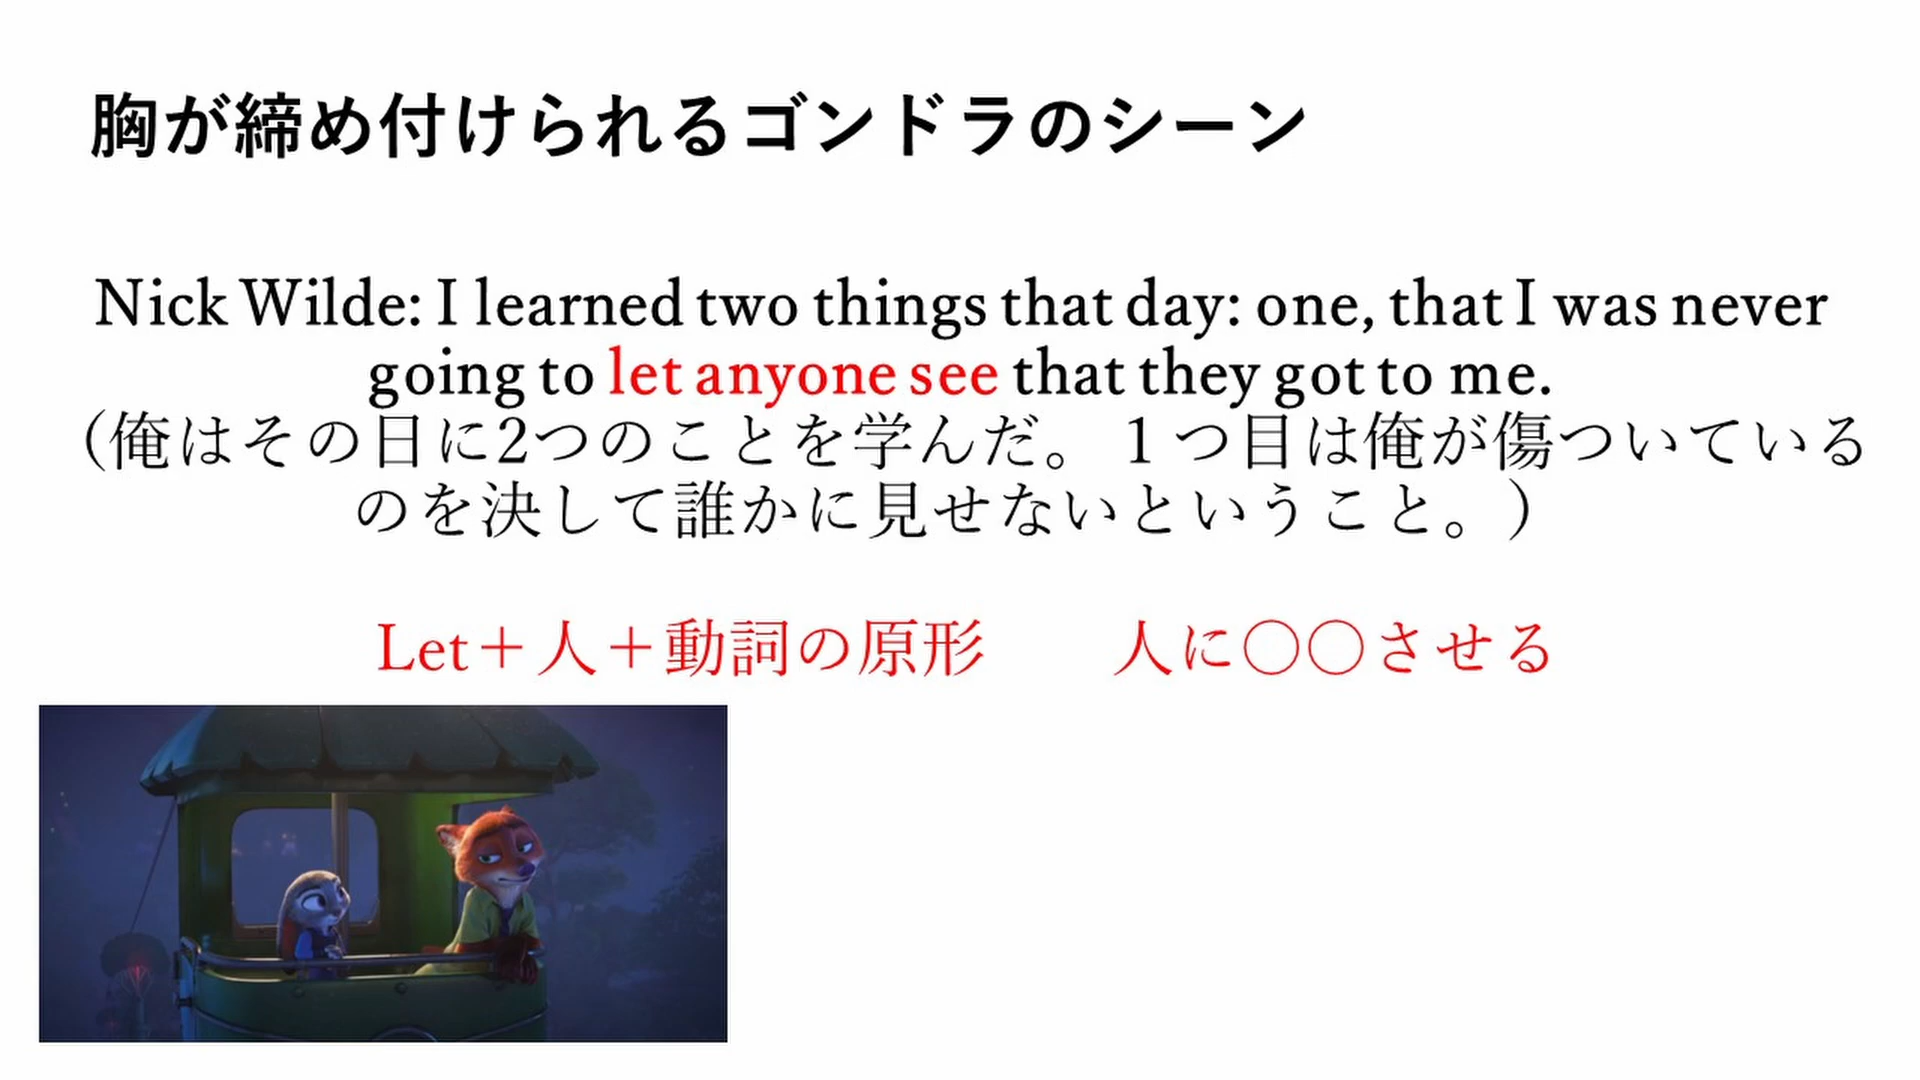 胸が締め付けられるゴンドラのシーン
Nick Wilde: I learned two things that day: one, that I was never
going to let anyone see that they got to me.
（俺はその日に2つのことを学んだ。 １つ目は俺が傷ついている
のを決して誰かに見せないということ。）
Let＋人＋動詞の原形　　人に〇〇させる